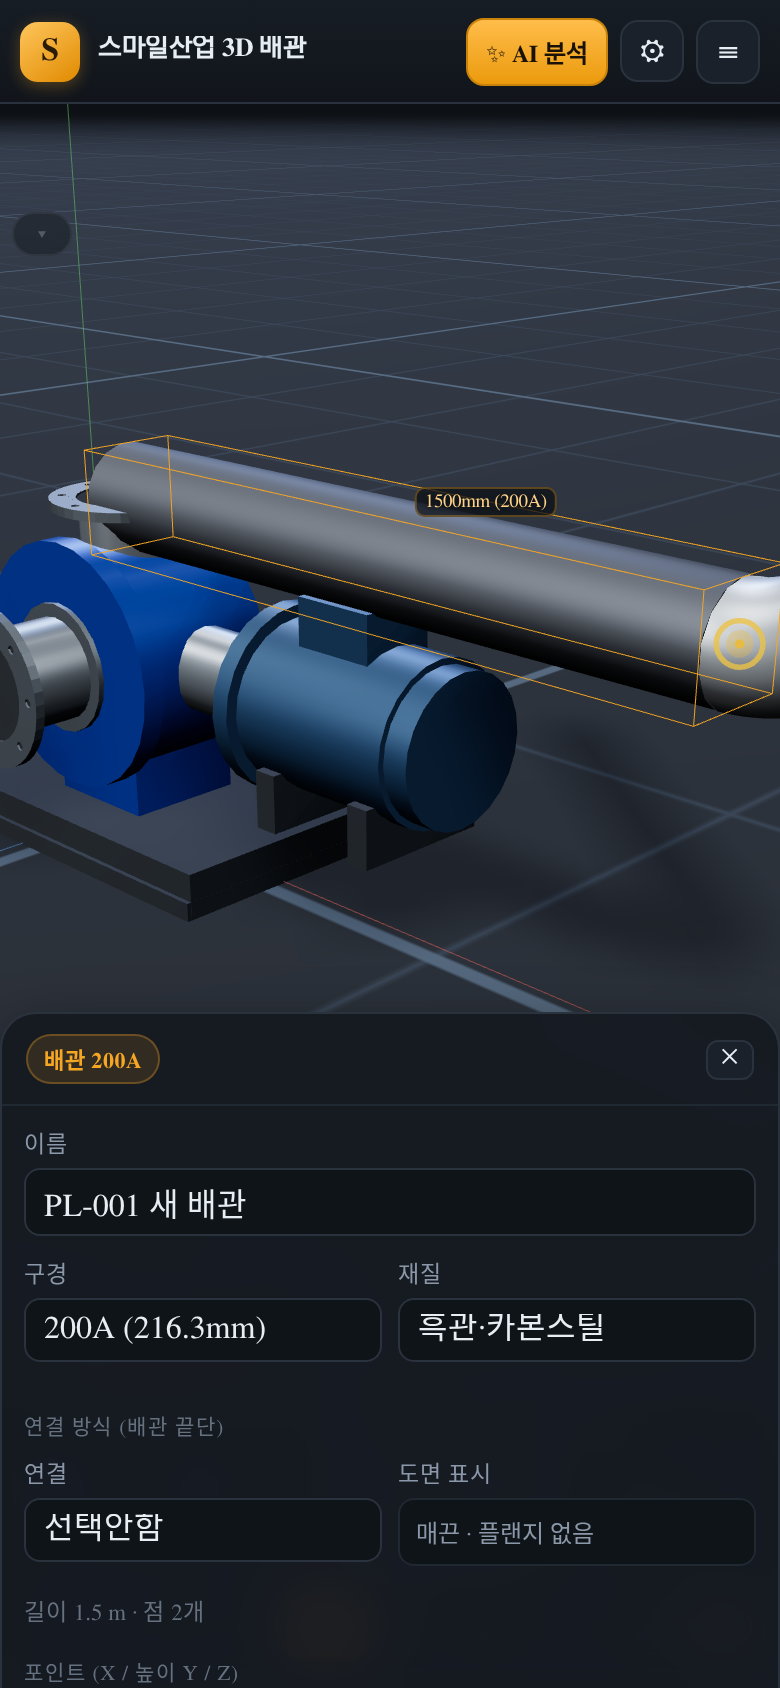 S
스마일산업 3D 배관
AI 분석
1500mm (200A)
배관 200A
이름
PL-001 새 배관
구경
재질
200A (216.3mm)
흑관·카본스틸
연결 방식 (배관 끝단)
연결
도면 표시
선택안함
매끈 · 플랜지 없음
길이 1.5 m · 점 2개
포인트 (X / 높이 Y / Z)